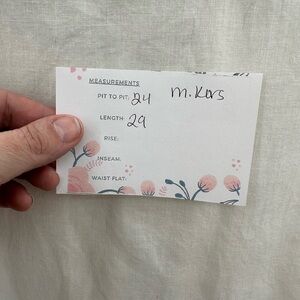 MEASUREMENTS
PIT TO PIT: 24 M. Kors
LENGTH: 29
RISE:
INSEAM:
WAIST FLAT: